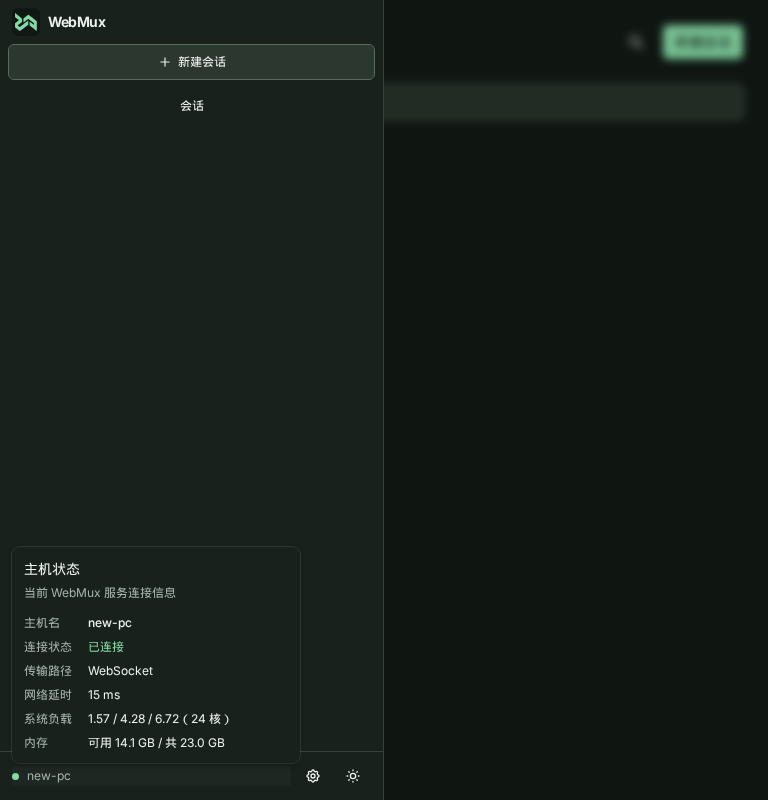 WebMux
新建会话
会话
主机状态
当前 WebMux 服务连接信息
主机名 new-pc
连接状态 已连接
传输路径 WebSocket
网络延时 15 ms
系统负载 1.57 / 4.28 / 6.72（24 核）
内存 可用 14.1 GB / 共 23.0 GB
new-pc